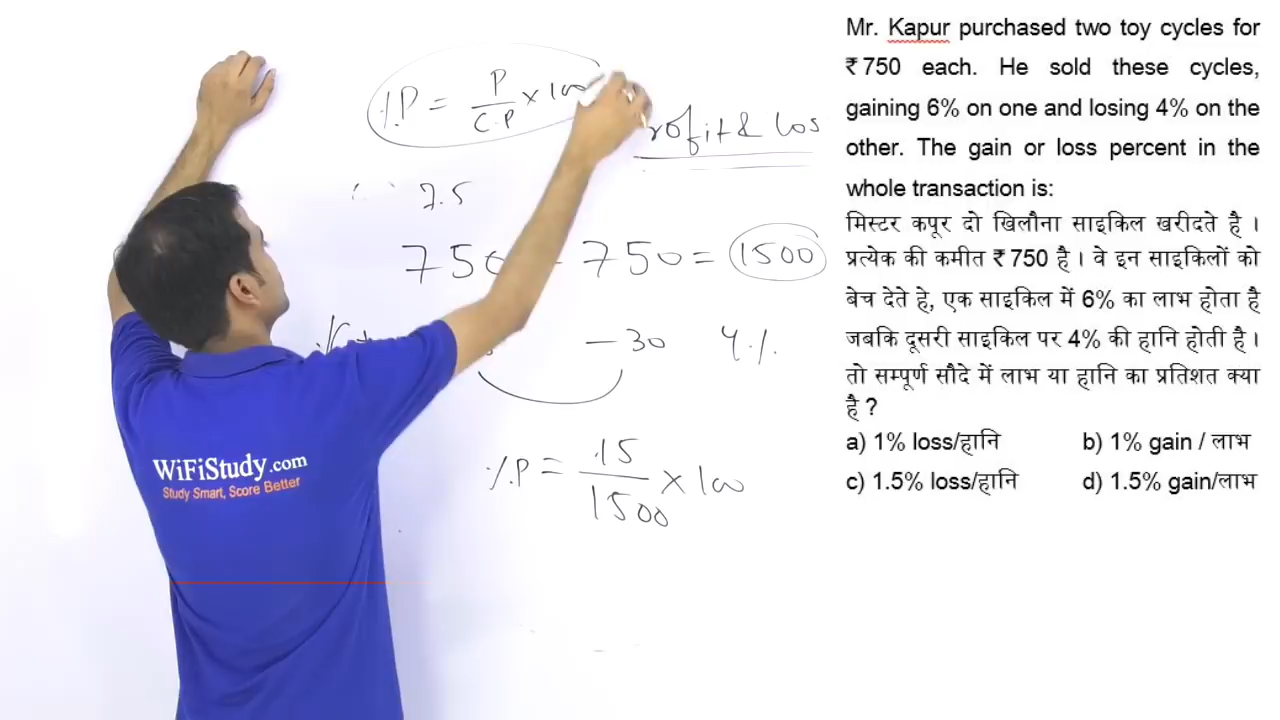 %P = P/C.P × 100
rofit & Los
7.5
750 - 750 = 1500
- 30 4%
%P = 15/1500 × 100
WiFiStudy.com
Study Smart, Score Better
Mr. Kapur purchased two toy cycles for
₹750 each. He sold these cycles,
gaining 6% on one and losing 4% on the
other. The gain or loss percent in the
whole transaction is:
मिस्टर कपूर दो खिलौना साइकिल खरीदते है ।
प्रत्येक की कमीत ₹750 है। वे इन साइकिलों को
बेच देते हे, एक साइकिल में 6% का लाभ होता है
जबकि दूसरी साइकिल पर 4% की हानि होती है।
तो सम्पूर्ण सौदे में लाभ या हानि का प्रतिशत क्या
है ?
a) 1% loss/हानि b) 1% gain / लाभ
c) 1.5% loss/हानि d) 1.5% gain/लाभ